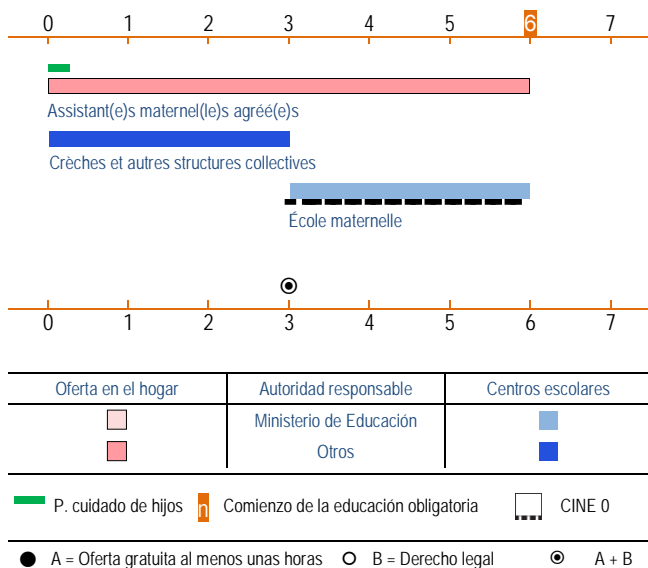 0 1 2 3 4 5 6 7
Assistant(e)s maternel(le)s agréé(e)s
Crèches et autres structures collectives
École maternelle
0 1 2 3 4 5 6 7
Oferta en el hogar Autoridad responsable Centros escolares
Ministerio de Educación
Otros
P. cuidado de hijos n Comienzo de la educación obligatoria CINE 0
A = Oferta gratuita al menos unas horas B = Derecho legal A + B